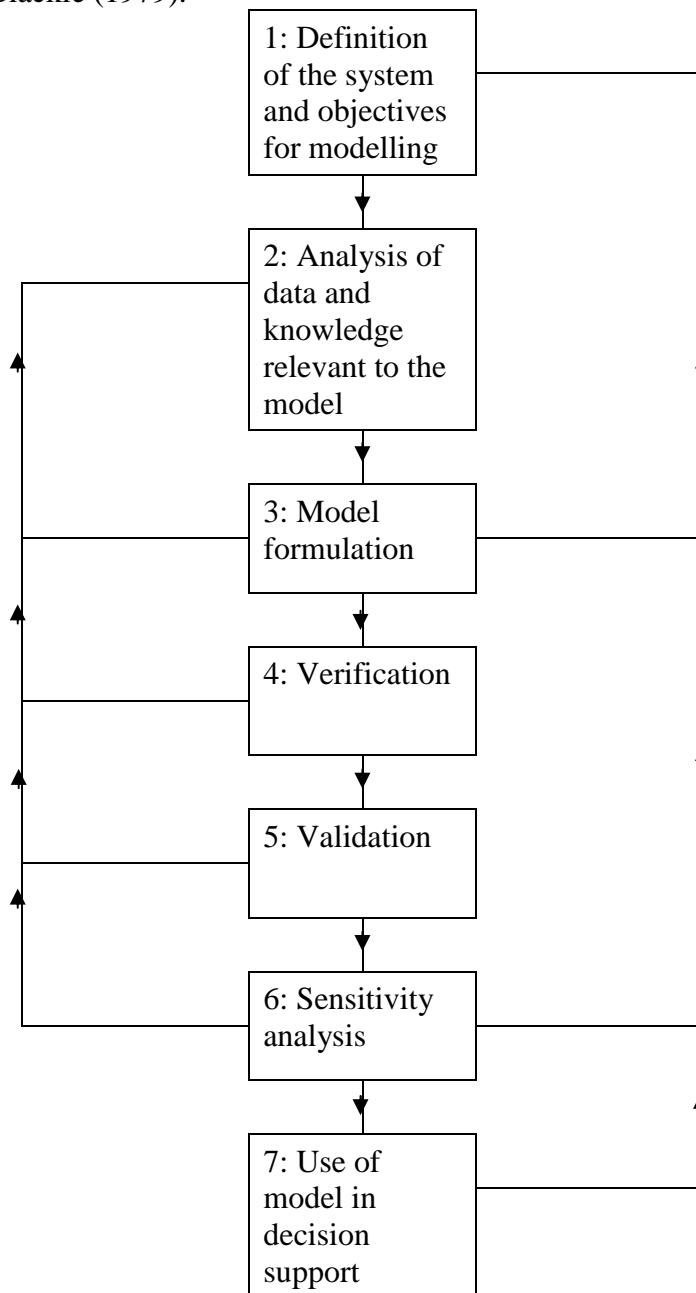 (1979).
1: Definition
of the system
and objectives
for modelling
2: Analysis of
data and
knowledge
relevant to the
model
3: Model
formulation
4: Verification
5: Validation
6: Sensitivity
analysis
7: Use of
model in
decision
support